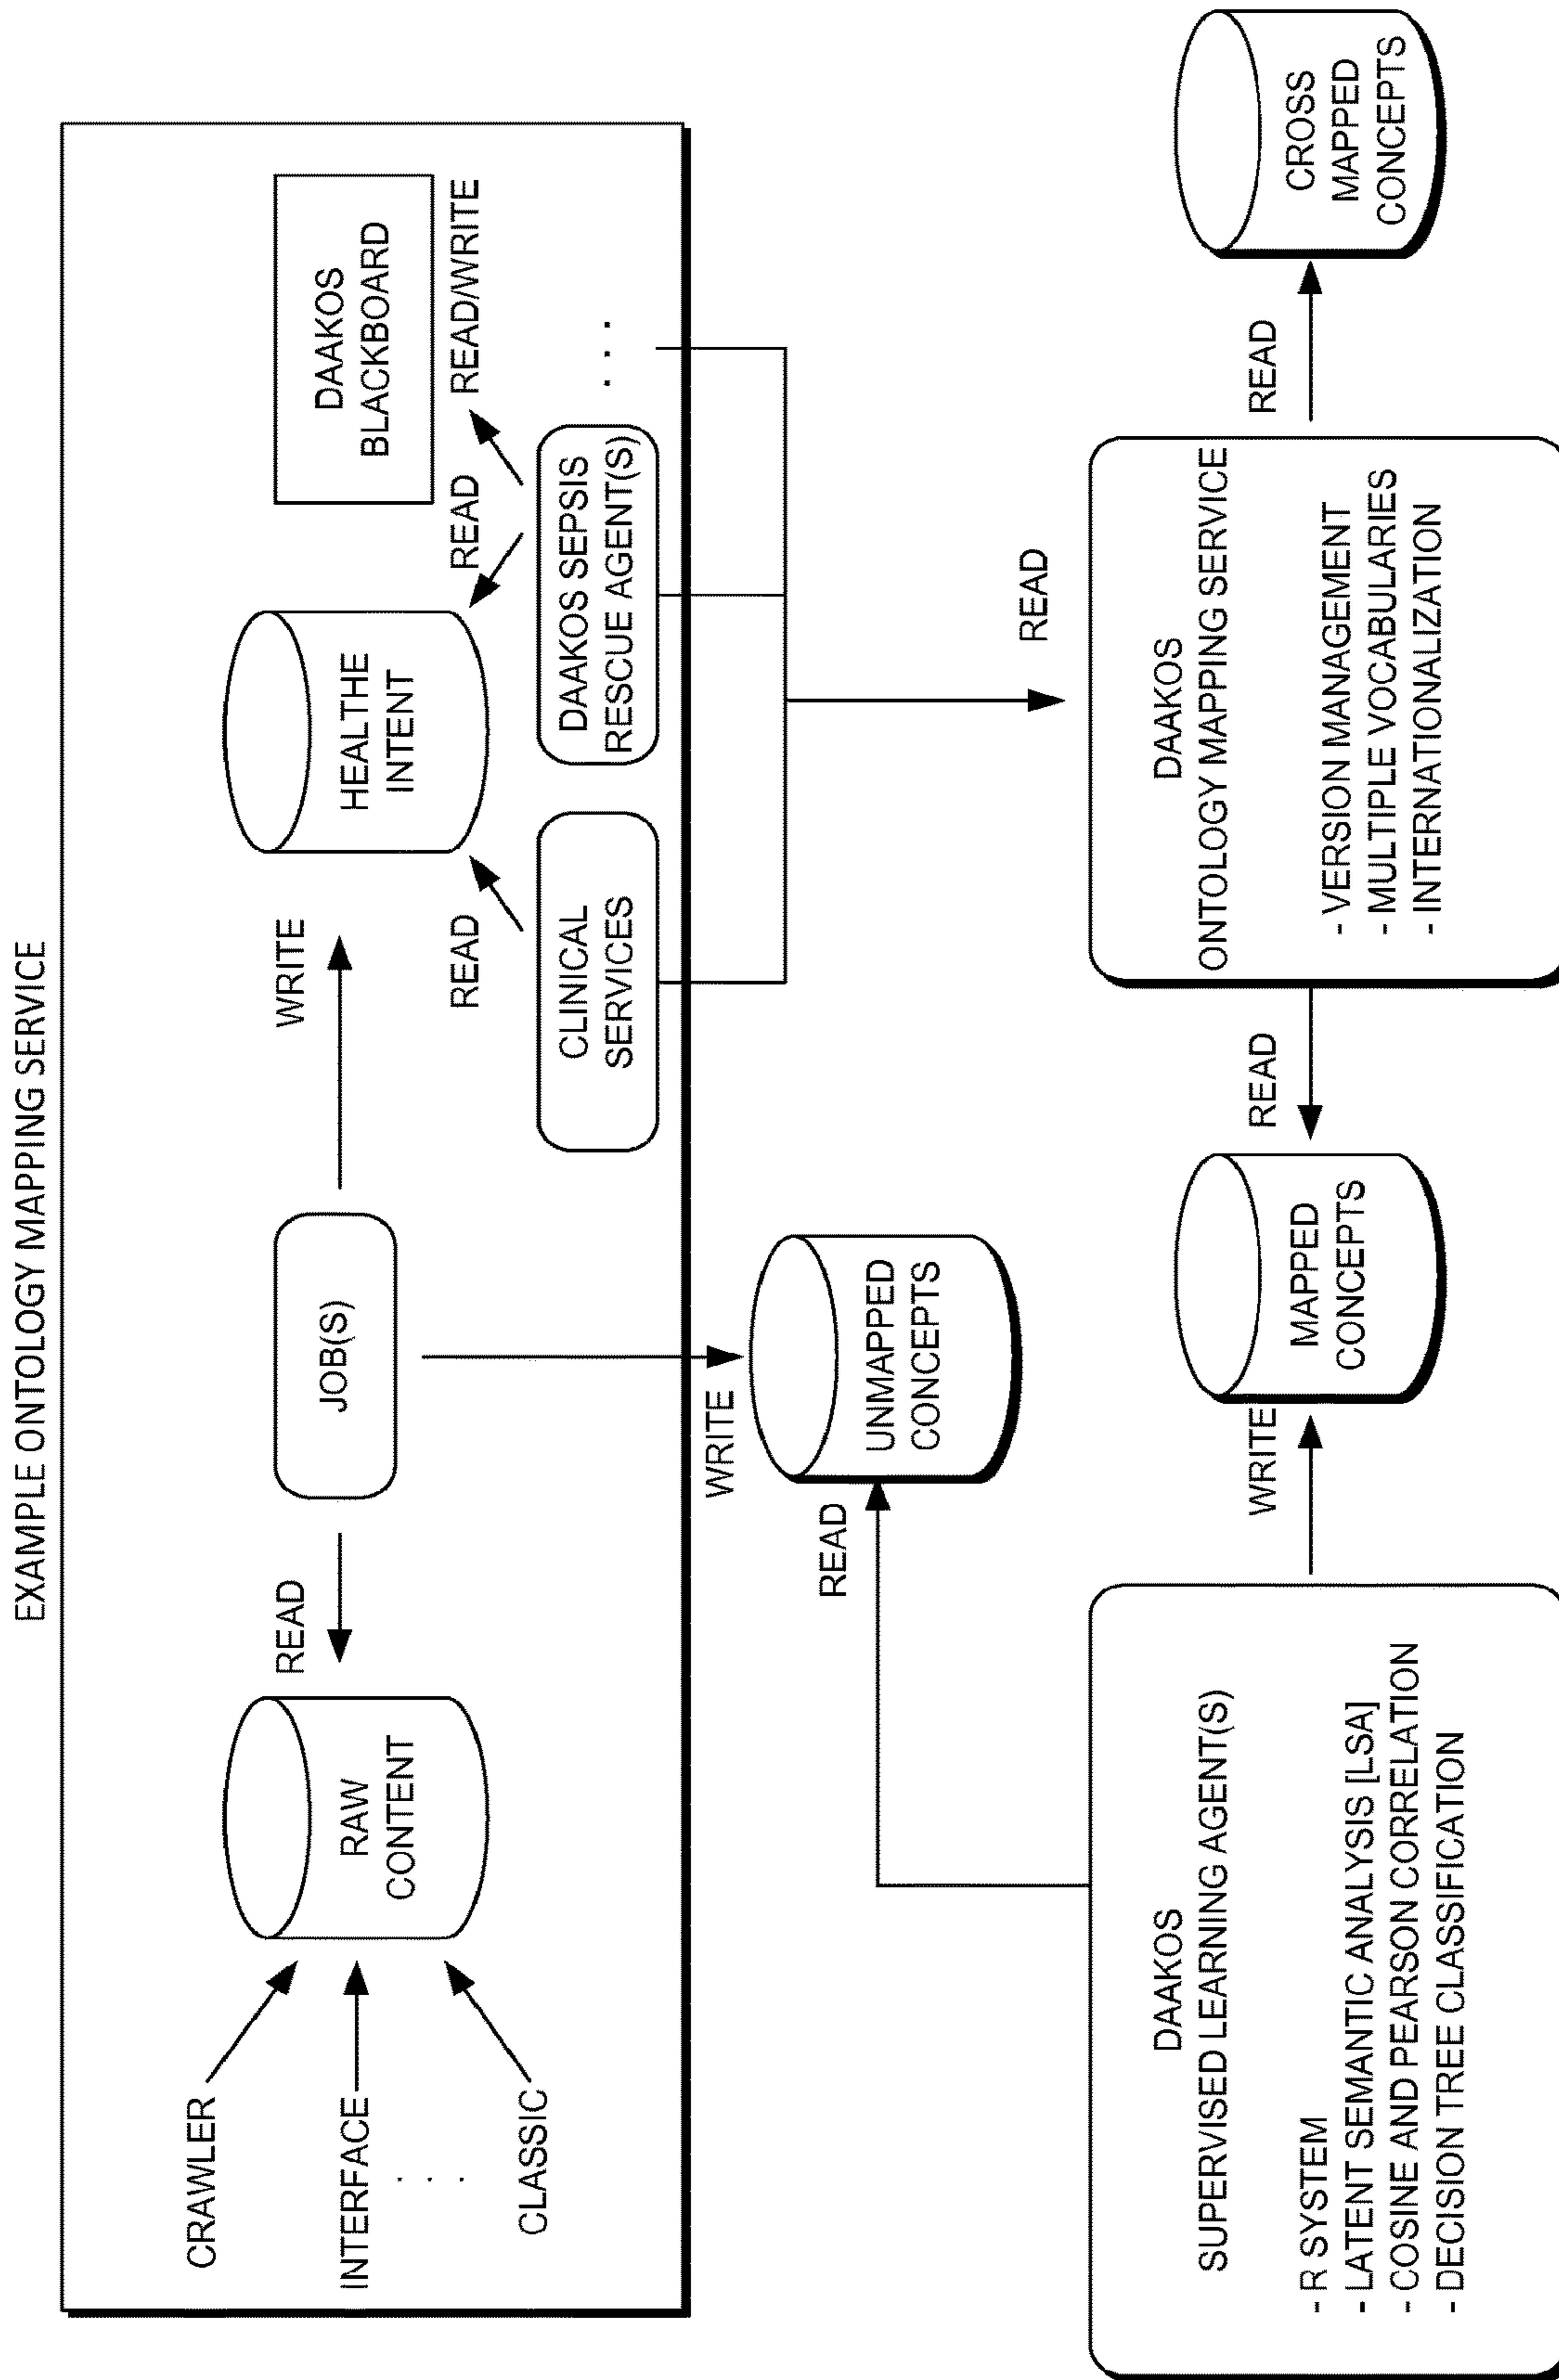 EXAMPLE ONTOLOGY MAPPING SERVICE
CRAWLER
INTERFACE
. . .
CLASSIC
RAW
CONTENT
READ
JOB(S)
WRITE
HEALTHE
INTENT
DAAKOS
BLACKBOARD
READ
READ
READ/WRITE
CLINICAL
SERVICES
DAAKOS SEPSIS
RESCUE AGENT(S)
. . .
WRITE
UNMAPPED
CONCEPTS
READ
READ
DAAKOS
SUPERVISED LEARNING AGENT(S)
- R SYSTEM
- LATENT SEMANTIC ANALYSIS [LSA]
- COSINE AND PEARSON CORRELATION
- DECISION TREE CLASSIFICATION
WRITE
MAPPED
CONCEPTS
READ
DAAKOS
ONTOLOGY MAPPING SERVICE
- VERSION MANAGEMENT
- MULTIPLE VOCABULARIES
- INTERNATIONALIZATION
READ
CROSS
MAPPED
CONCEPTS